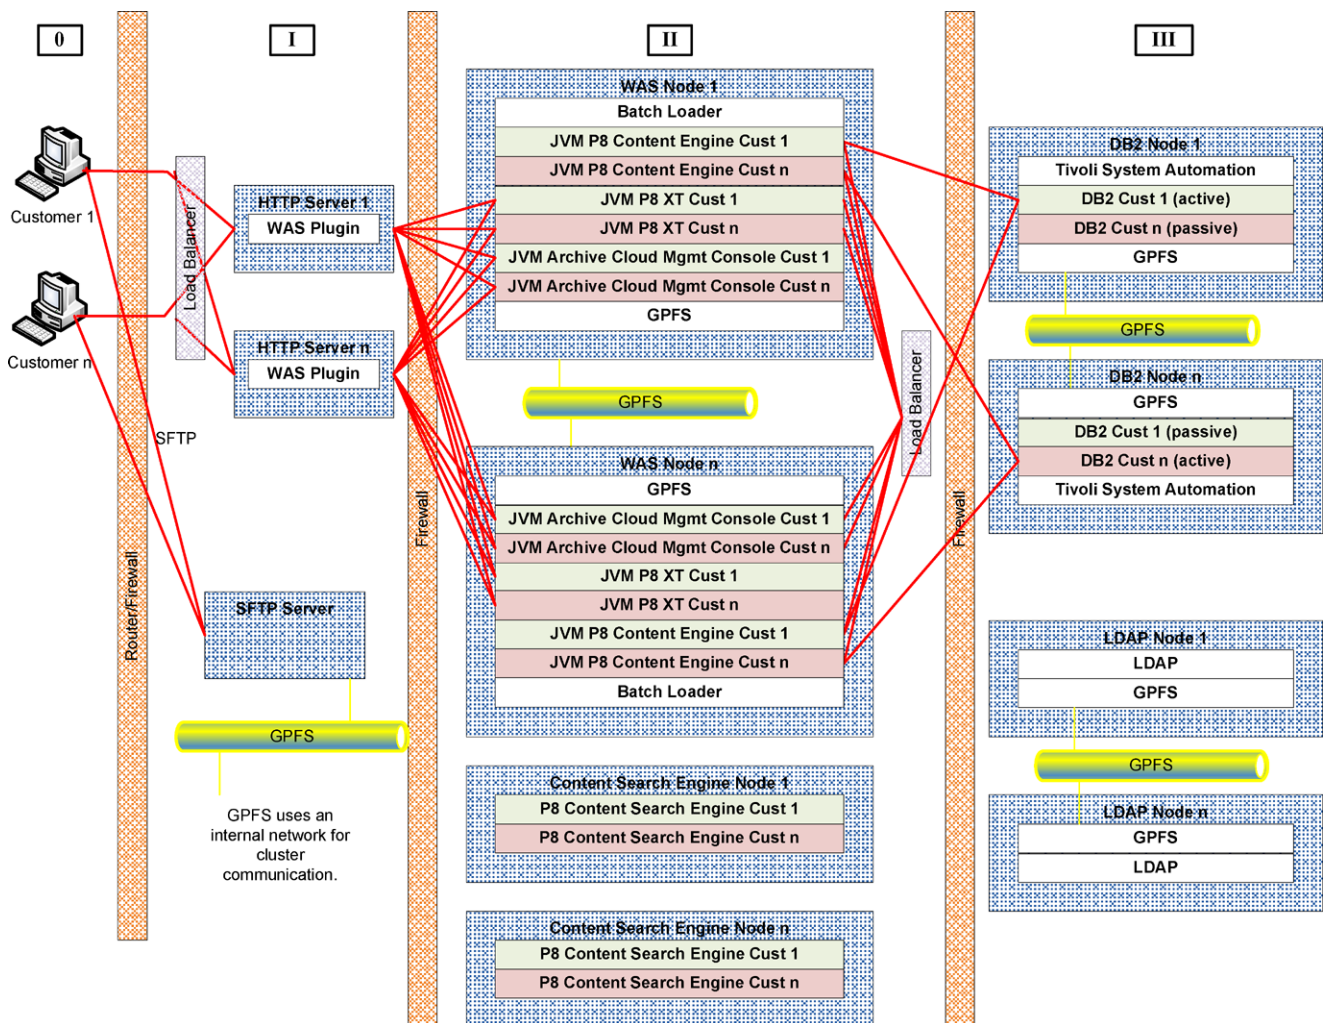 0
I
II
III
Customer 1
Customer n
SFTP
Router/Firewall
Load Balancer
HTTP Server 1
WAS Plugin
HTTP Server n
WAS Plugin
SFTP Server
GPFS
GPFS uses an
internal network for
cluster
communication.
Firewall
WAS Node 1
Batch Loader
JVM P8 Content Engine Cust 1
JVM P8 Content Engine Cust n
JVM P8 XT Cust 1
JVM P8 XT Cust n
JVM Archive Cloud Mgmt Console Cust 1
JVM Archive Cloud Mgmt Console Cust n
GPFS
GPFS
WAS Node n
GPFS
JVM Archive Cloud Mgmt Console Cust 1
JVM Archive Cloud Mgmt Console Cust n
JVM P8 XT Cust 1
JVM P8 XT Cust n
JVM P8 Content Engine Cust 1
JVM P8 Content Engine Cust n
Batch Loader
Content Search Engine Node 1
P8 Content Search Engine Cust 1
P8 Content Search Engine Cust n
Content Search Engine Node n
P8 Content Search Engine Cust 1
P8 Content Search Engine Cust n
Load Balancer
Firewall
DB2 Node 1
Tivoli System Automation
DB2 Cust 1 (active)
DB2 Cust n (passive)
GPFS
GPFS
DB2 Node n
GPFS
DB2 Cust 1 (passive)
DB2 Cust n (active)
Tivoli System Automation
LDAP Node 1
LDAP
GPFS
GPFS
LDAP Node n
GPFS
LDAP